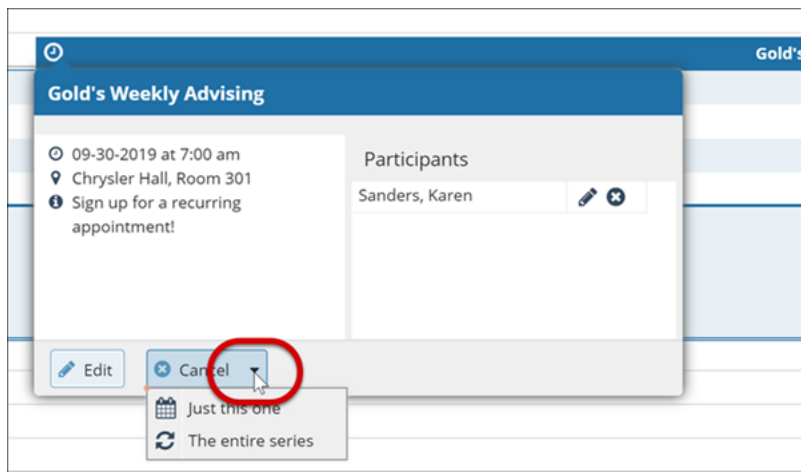 Gold's
Gold's Weekly Advising
09-30-2019 at 7:00 am
Chrysler Hall, Room 301
Sign up for a recurring
appointment!
Participants
Sanders, Karen
Edit
Cancel
Just this one
The entire series